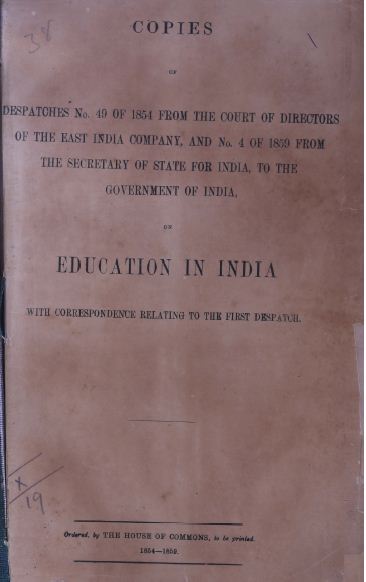 38
COPIES
OF
DESPATCHES No. 49 OF 1854 FROM THE COURT OF DIRECTORS
OF THE EAST INDIA COMPANY, AND No. 4 OF 1859 FROM
THE SECRETARY OF STATE FOR INDIA, TO THE
GOVERNMENT OF INDIA,
ON
EDUCATION IN INDIA
WITH CORRESPONDENCE RELATING TO THE FIRST DESPATCH.
X
19
Ordered, by THE HOUSE OF COMMONS, to be printed.
1854—1859.